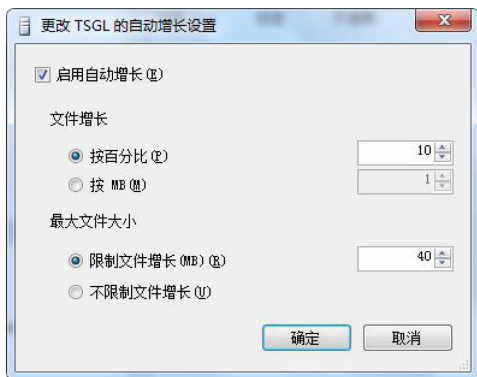 更改 TSGL 的自动增长设置
启用自动增长(E)
文件增长
按百分比(P) 10
按 MB(M) 1
最大文件大小
限制文件增长(MB)(R) 40
不限制文件增长(U)
确定 取消